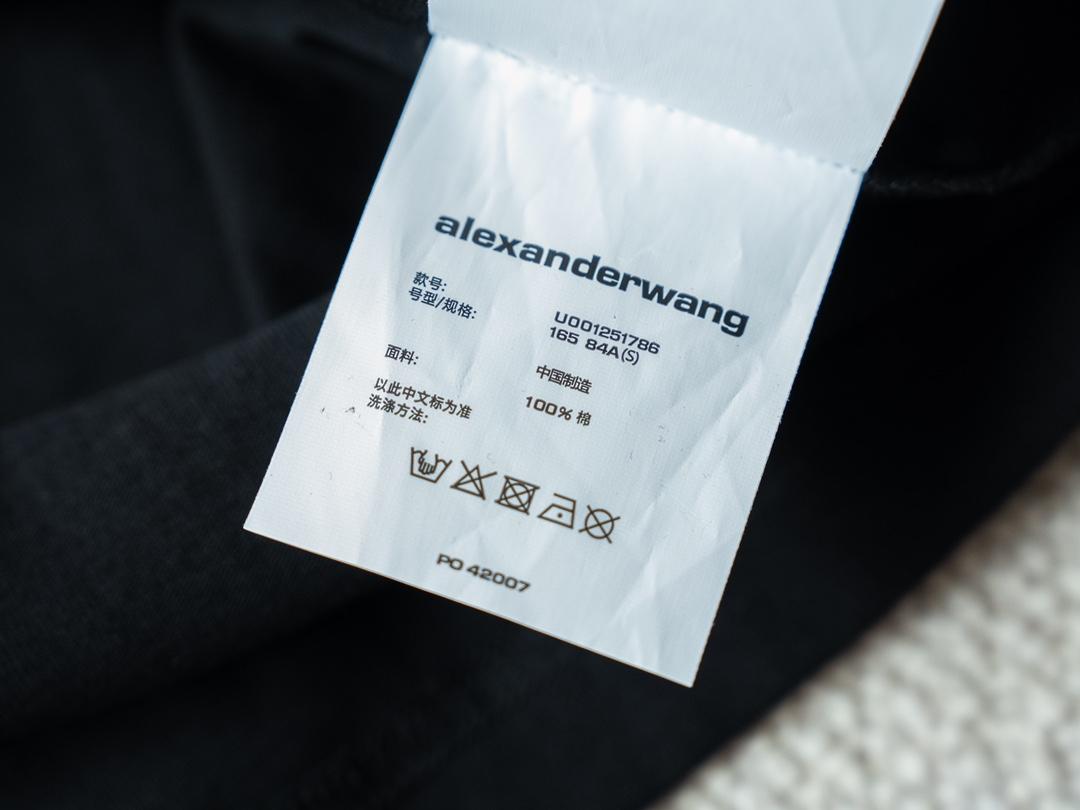 alexanderwang
款号: U001251786
号型/规格: 165 84A(S)
中国制造
面料: 100% 棉
以此中文标为准
洗涤方法:
PO 42007